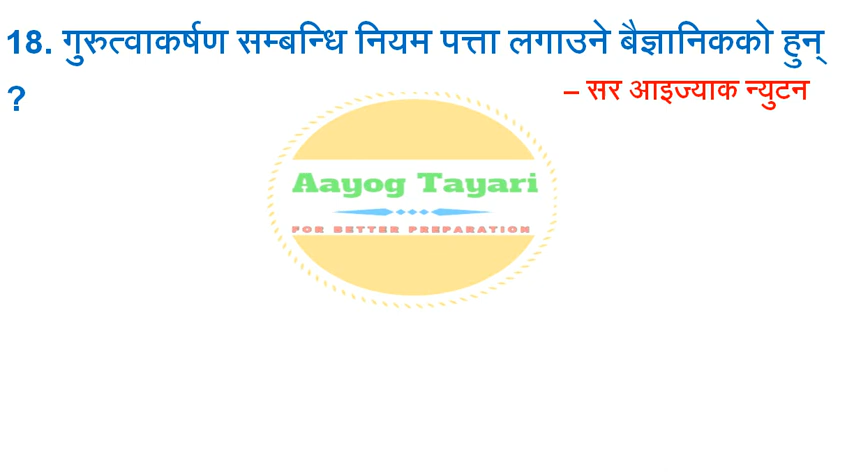 18. गुरुत्वाकर्षण सम्बन्धि नियम पत्ता लगाउने बैज्ञानिकको हुन्
?
– सर आइज्याक न्युटन
Aayog Tayari
FOR BETTER PREPARATION